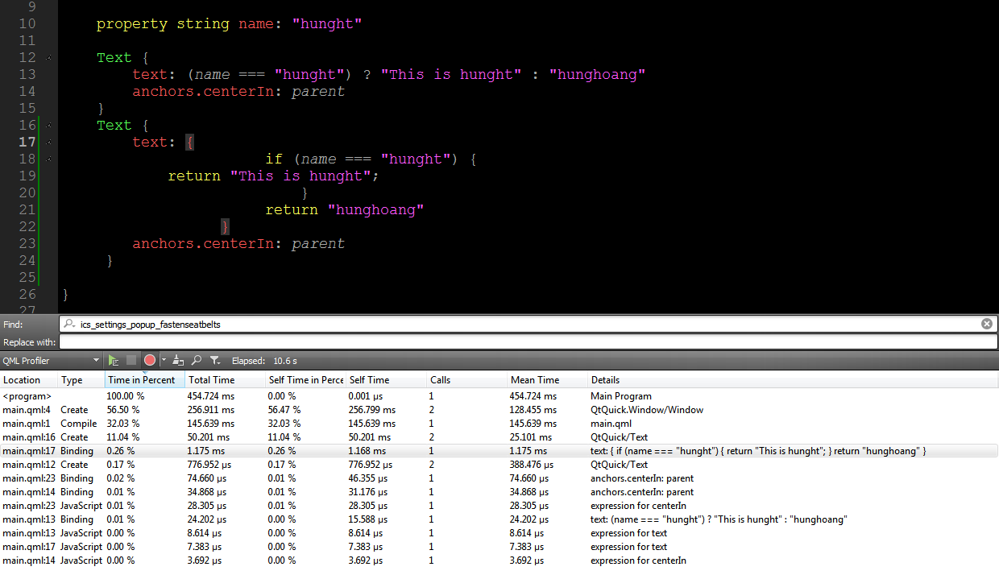 9
10 property string name: "hunght"
11
12 Text {
13 text: (name === "hunght") ? "This is hunght" : "hunghoang"
14 anchors.centerIn: parent
15 }
16 Text {
17 text: {
18 if (name === "hunght") {
19 return "This is hunght";
20 }
21 return "hunghoang"
22 }
23 anchors.centerIn: parent
24 }
25
26 }
27
Find: ics_settings_popup_fastenseatbelts
Replace with:
QML Profiler Elapsed: 10.6 s
Location Type Time in Percent Total Time Self Time in Perce Self Time Calls Mean Time Details
<program> 100.00 % 454.724 ms 0.00 % 0.001 µs 1 454.724 ms Main Program
main.qml:4 Create 56.50 % 256.911 ms 56.47 % 256.799 ms 2 128.455 ms QtQuick.Window/Window
main.qml:1 Compile 32.03 % 145.639 ms 32.03 % 145.639 ms 1 145.639 ms main.qml
main.qml:16 Create 11.04 % 50.201 ms 11.04 % 50.201 ms 2 25.101 ms QtQuick/Text
main.qml:17 Binding 0.26 % 1.175 ms 0.26 % 1.168 ms 1 1.175 ms text: { if (name === "hunght") { return "This is hunght"; } return "hunghoang" }
main.qml:12 Create 0.17 % 776.952 µs 0.17 % 776.952 µs 2 388.476 µs QtQuick/Text
main.qml:23 Binding 0.02 % 74.660 µs 0.01 % 46.355 µs 1 74.660 µs anchors.centerIn: parent
main.qml:14 Binding 0.01 % 34.868 µs 0.01 % 31.176 µs 1 34.868 µs anchors.centerIn: parent
main.qml:23 JavaScript 0.01 % 28.305 µs 0.01 % 28.305 µs 1 28.305 µs expression for centerIn
main.qml:13 Binding 0.01 % 24.202 µs 0.00 % 15.588 µs 1 24.202 µs text: (name === "hunght") ? "This is hunght" : "hunghoang"
main.qml:13 JavaScript 0.00 % 8.614 µs 0.00 % 8.614 µs 1 8.614 µs expression for text
main.qml:17 JavaScript 0.00 % 7.383 µs 0.00 % 7.383 µs 1 7.383 µs expression for text
main.qml:14 JavaScript 0.00 % 3.692 µs 0.00 % 3.692 µs 1 3.692 µs expression for centerIn